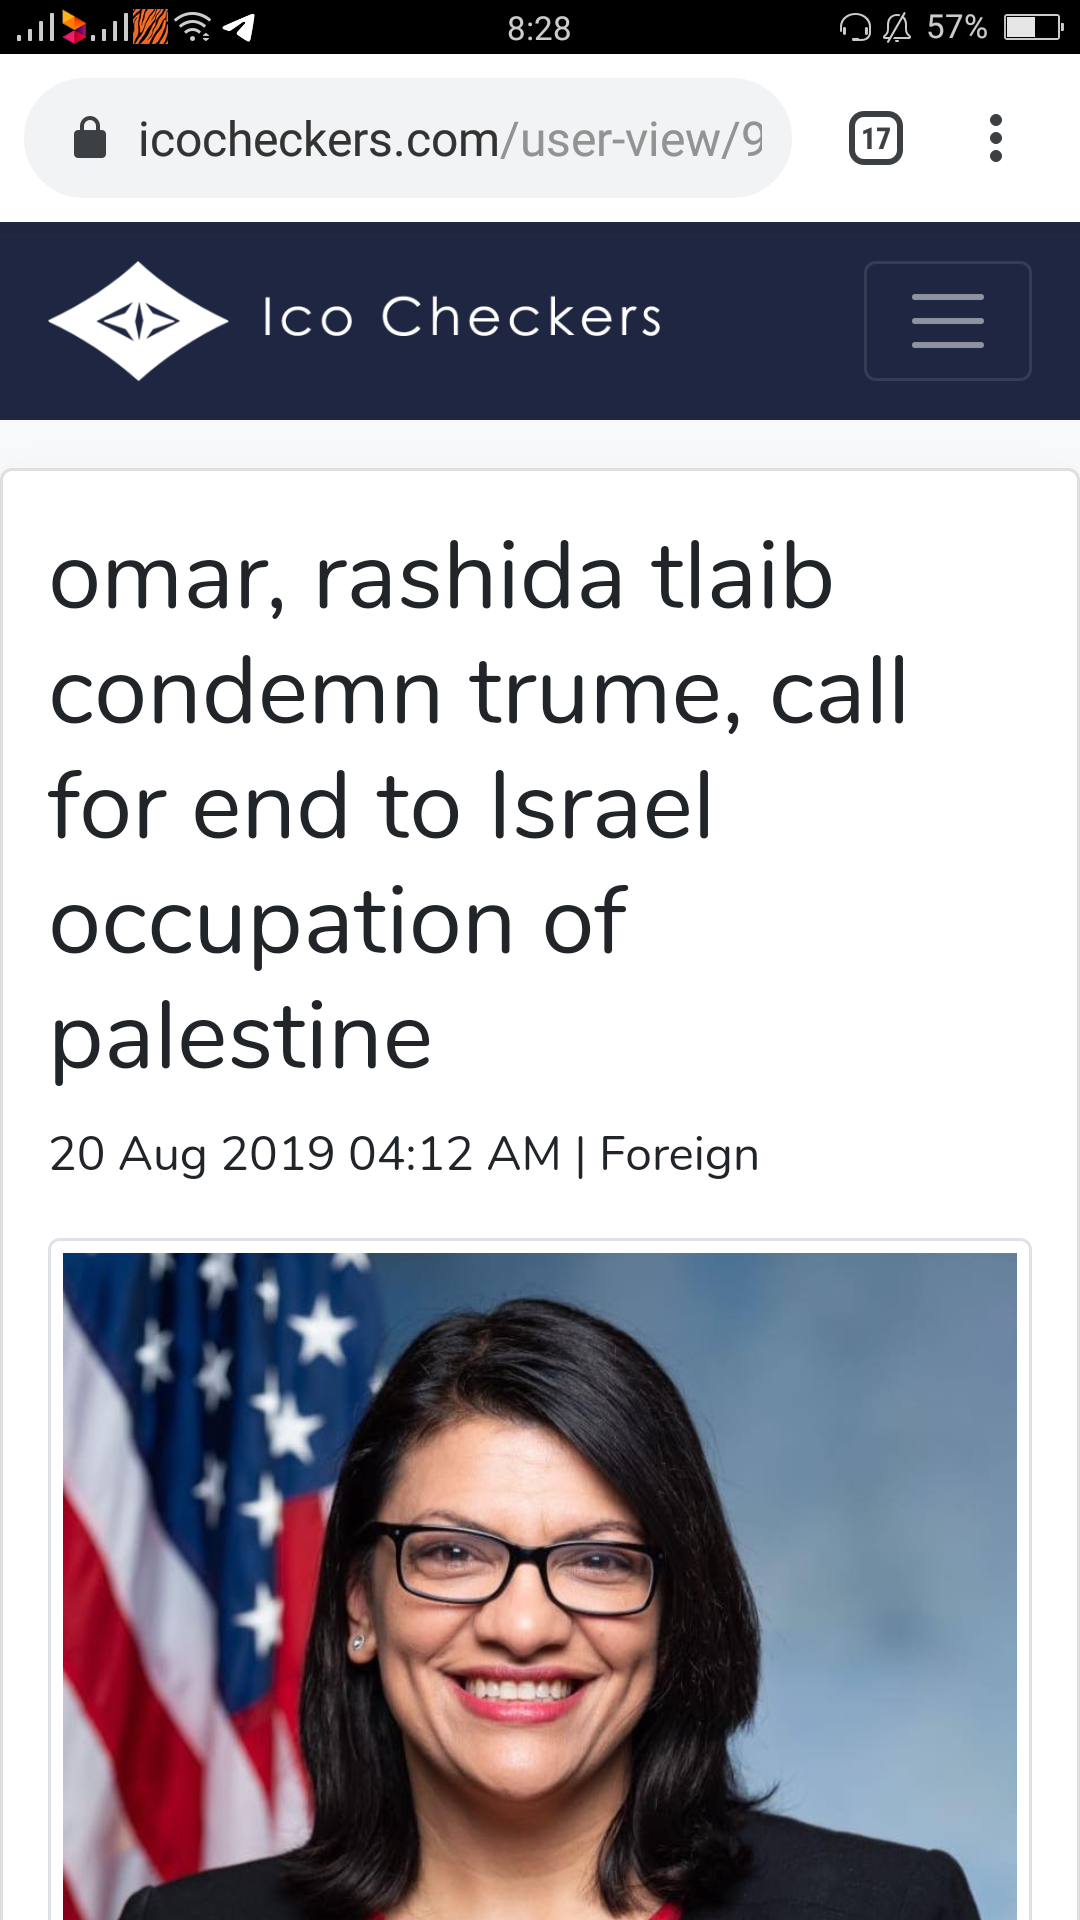 8:28
57%
icocheckers.com/user-view/9
17
Ico Checkers
omar, rashida tlaib
condemn trume, call
for end to Israel
occupation of
palestine
20 Aug 2019 04:12 AM | Foreign